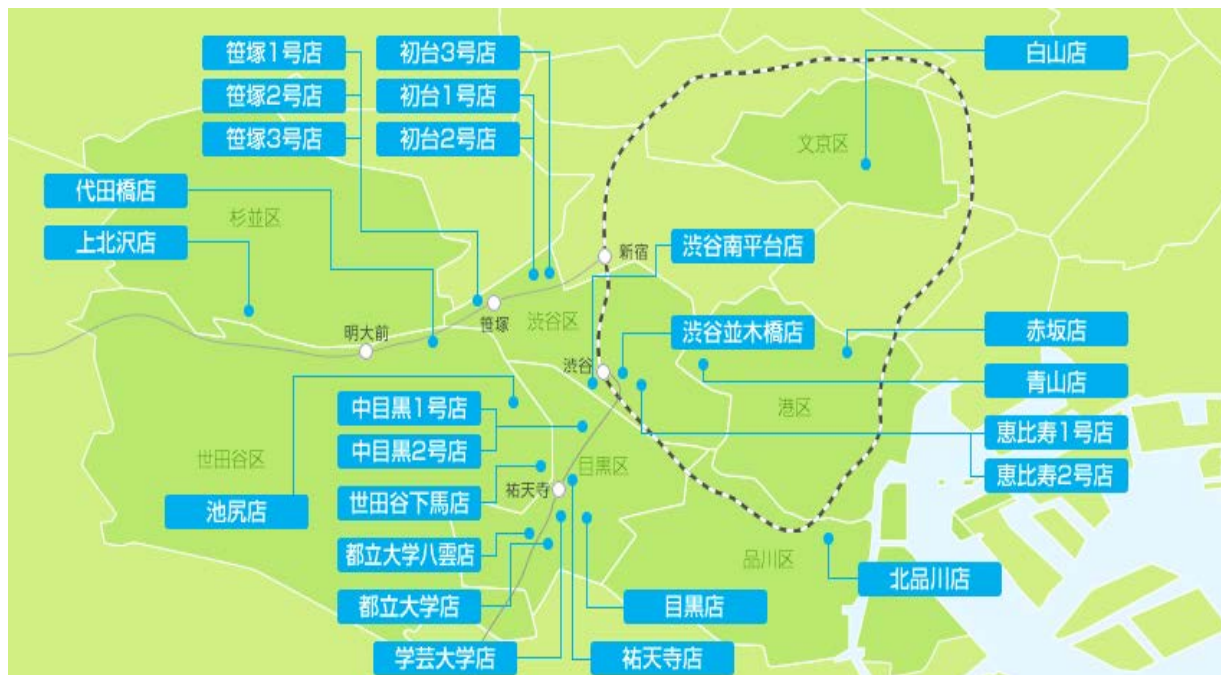 笹塚1号店
初台3号店
白山店
笹塚2号店
初台1号店
笹塚3号店
初台2号店
文京区
代田橋店
杉並区
上北沢店
渋谷南平台店
新宿
笹塚
渋谷区
明大前
渋谷並木橋店
赤坂店
渋谷
青山店
港区
中目黒1号店
恵比寿1号店
中目黒2号店
恵比寿2号店
世田谷区
目黒区
世田谷下馬店
祐天寺
池尻店
都立大学八雲店
品川区
北品川店
都立大学店
目黒店
学芸大学店
祐天寺店